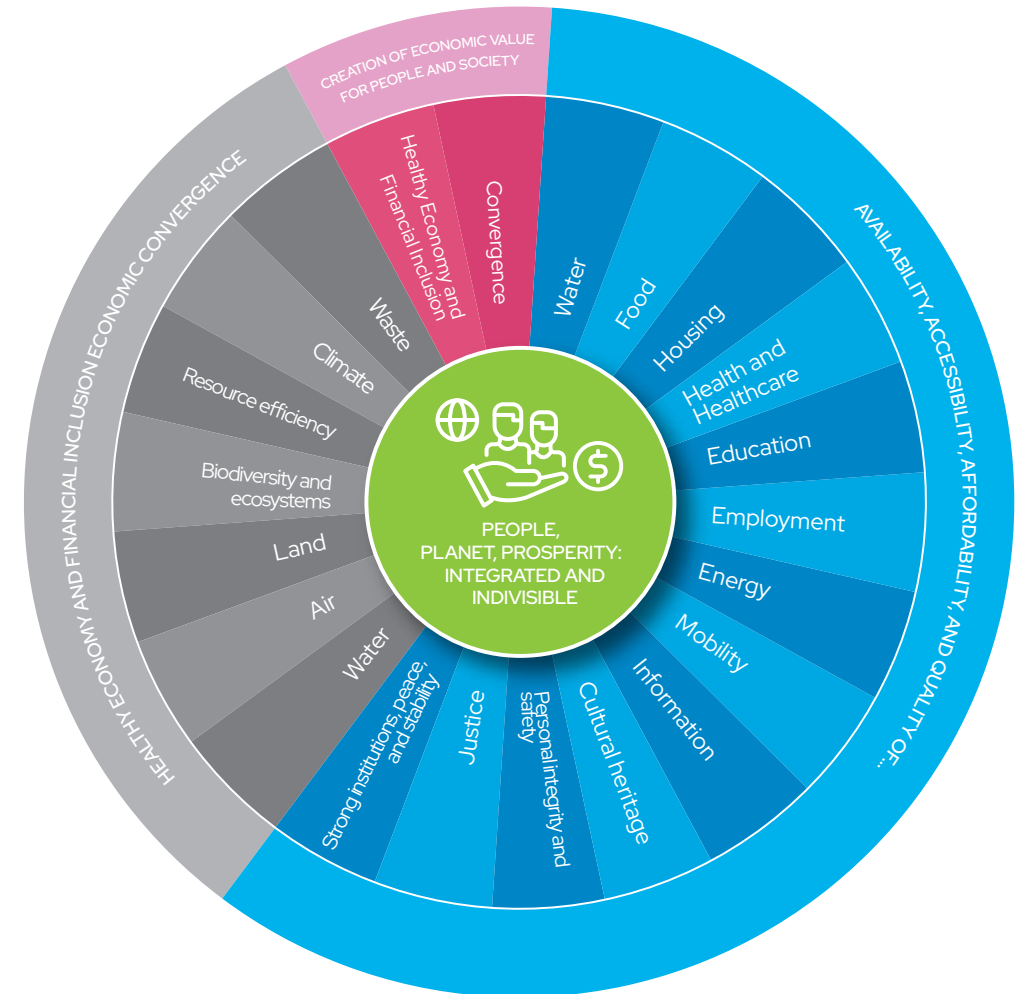 CREATION OF ECONOMIC VALUE
FOR PEOPLE AND SOCIETY
AVAILABILITY, ACCESSIBILITY, AFFORDABILITY, AND QUALITY OF...
HEALTHY ECONOMY AND FINANCIAL INCLUSION ECONOMIC CONVERGENCE
Healthy Economy and
Financial Inclusion
Convergence
Water
Food
Housing
Health and
Healthcare
Education
Employment
Energy
Mobility
Information
Cultural heritage
Personal integrity and
safety
Justice
Strong institutions, peace,
and stability
Water
Air
Land
Biodiversity and
ecosystems
Resource efficiency
Climate
Waste
$
PEOPLE,
PLANET, PROSPERITY:
INTEGRATED AND
INDIVISIBLE